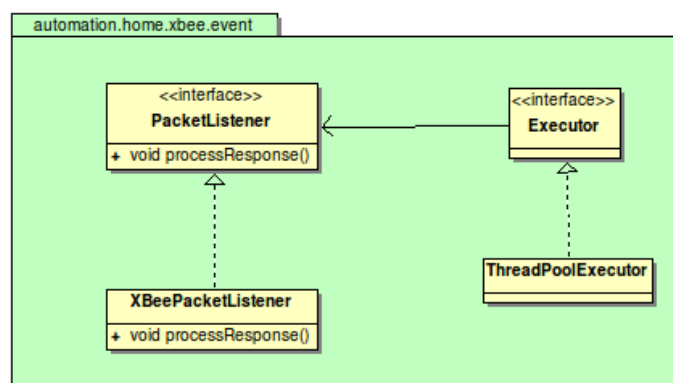 automation.home.xbee.event
<<interface>>
PacketListener
+ void processResponse()
<<interface>>
Executor
XBeePacketListener
+ void processResponse()
ThreadPoolExecutor